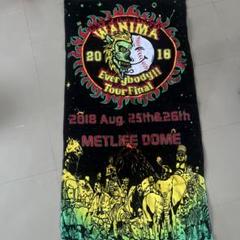 WANIMA
20 18
Everybody!!
Tour Final
2018 Aug. 25th&26th
METLIFE DOME